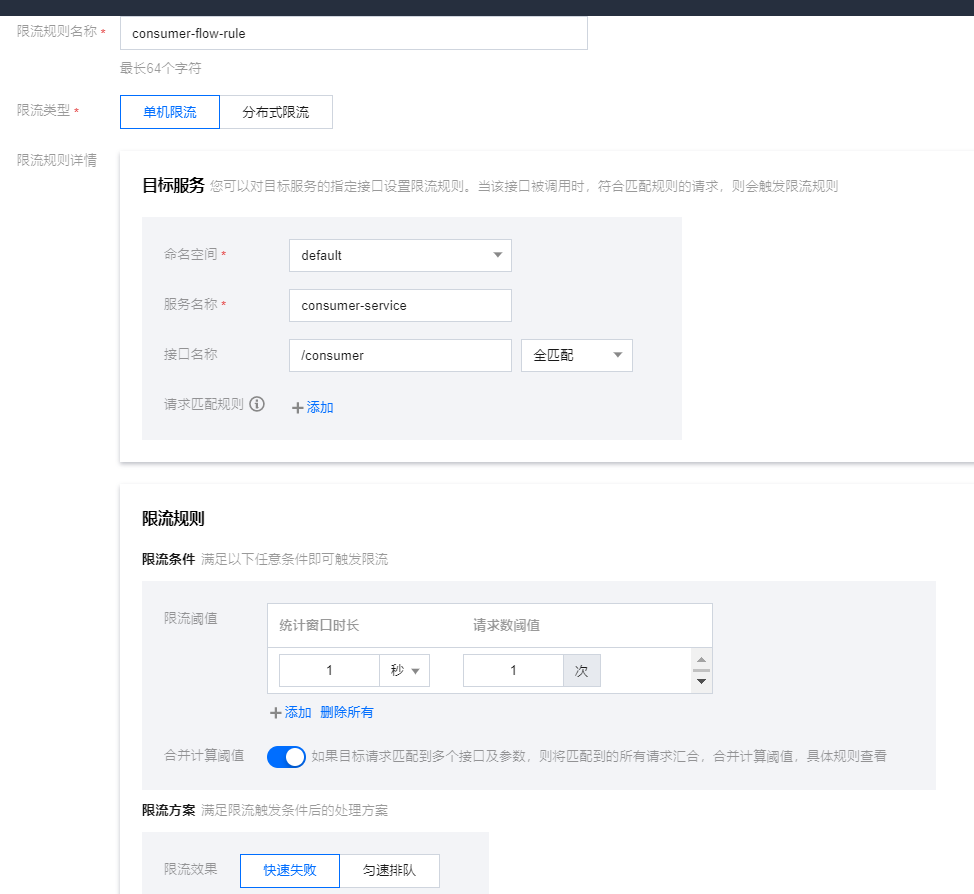 限流规则名称 * consumer-flow-rule
最长64个字符
限流类型 * 单机限流 分布式限流
限流规则详情
目标服务 您可以对目标服务的指定接口设置限流规则。当该接口被调用时，符合匹配规则的请求，则会触发限流规则
命名空间 * default
服务名称 * consumer-service
接口名称 /consumer 全匹配
请求匹配规则 添加
限流规则
限流条件 满足以下任意条件即可触发限流
限流阈值 统计窗口时长 请求数阈值
1 秒 1 次
添加 删除所有
合并计算阈值 如果目标请求匹配到多个接口及参数，则将匹配到的所有请求汇合，合并计算阈值，具体规则查看
限流方案 满足限流触发条件后的处理方案
限流效果 快速失败 匀速排队